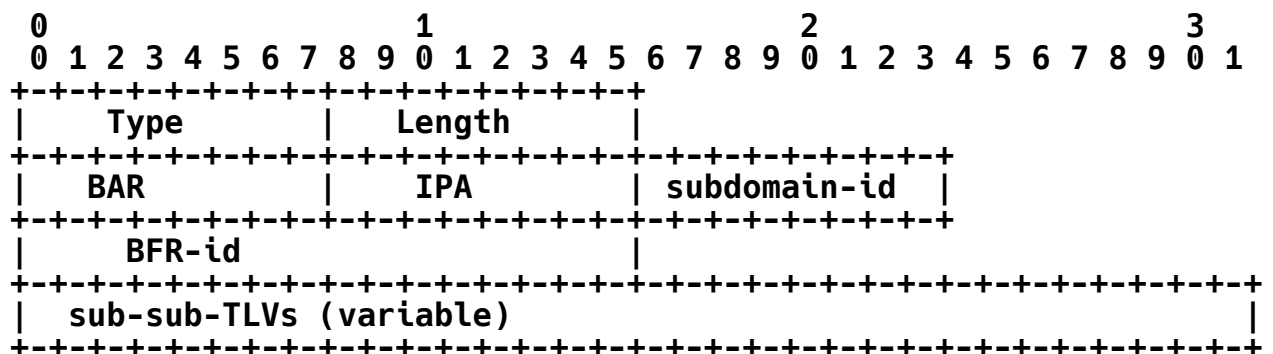 0                   1                   2                   3
 0 1 2 3 4 5 6 7 8 9 0 1 2 3 4 5 6 7 8 9 0 1 2 3 4 5 6 7 8 9 0 1
+-+-+-+-+-+-+-+-+-+-+-+-+-+-+-+-+
|    Type       |   Length      |
+-+-+-+-+-+-+-+-+-+-+-+-+-+-+-+-+-+-+-+-+-+-+-+-+
|   BAR         |    IPA        | subdomain-id  |
+-+-+-+-+-+-+-+-+-+-+-+-+-+-+-+-+-+-+-+-+-+-+-+-+
|     BFR-id                    |
+-+-+-+-+-+-+-+-+-+-+-+-+-+-+-+-+-+-+-+-+-+-+-+-+-+-+-+-+-+-+-+-+
|  sub-sub-TLVs (variable)                                      |
+-+-+-+-+-+-+-+-+-+-+-+-+-+-+-+-+-+-+-+-+-+-+-+-+-+-+-+-+-+-+-+-+